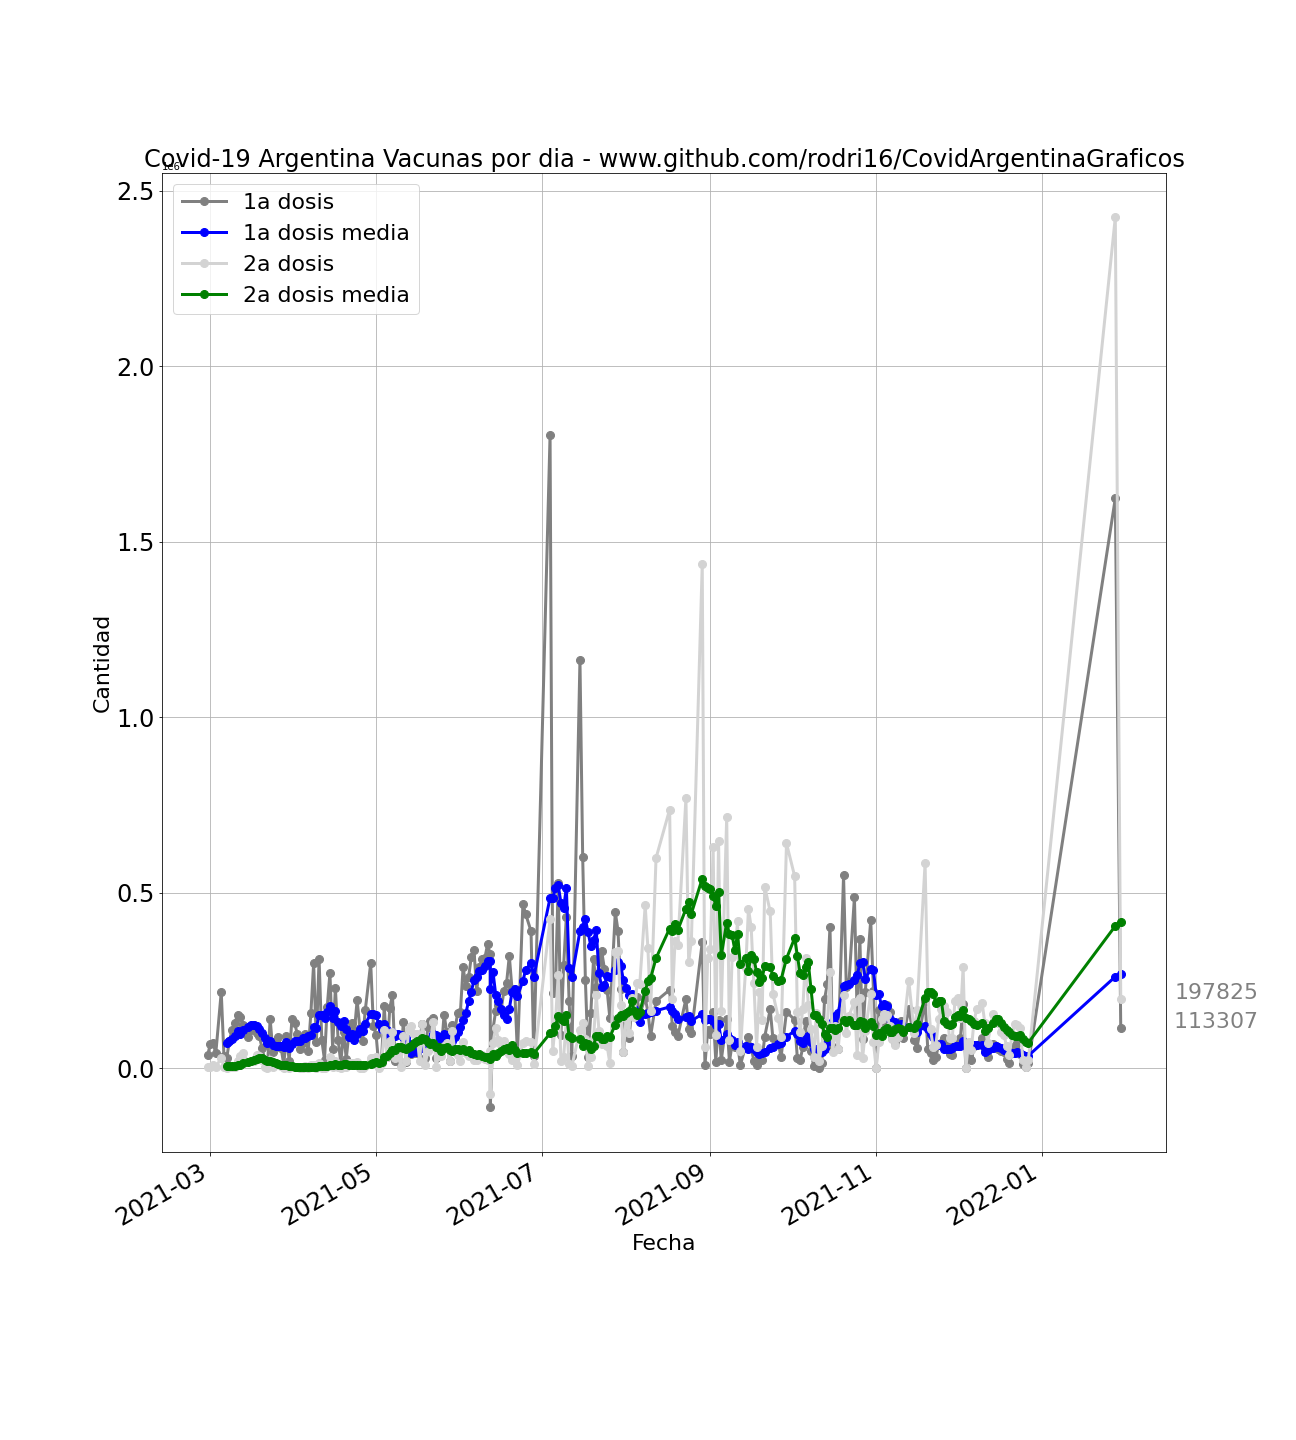 Covid-19 Argentina Vacunas por dia - www.github.com/rodri16/CovidArgentinaGraficos
1e6
1a dosis
1a dosis media
2a dosis
2a dosis media
2.5
2.0
1.5
1.0
0.5
0.0
Cantidad
197825
113307
2021-03
2021-05
2021-07
2021-09
2021-11
2022-01
Fecha